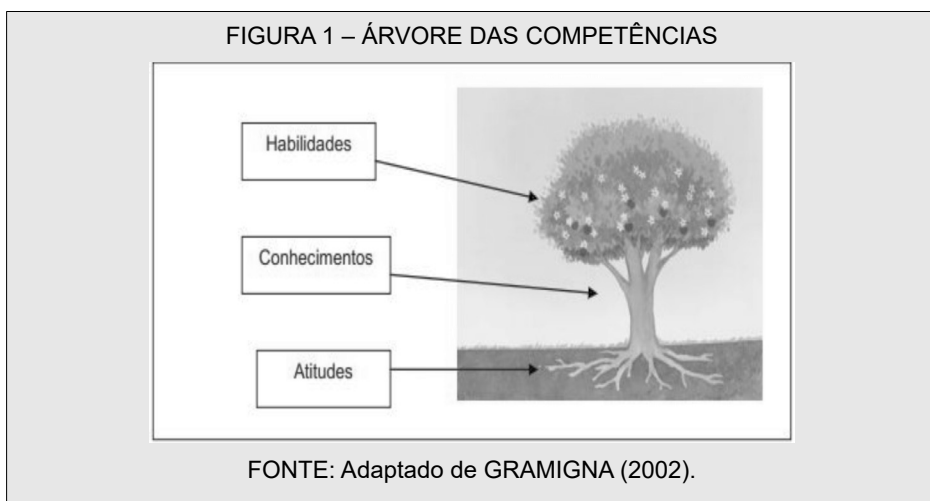 FIGURA 1 – ÁRVORE DAS COMPETÊNCIAS
Habilidades
Conhecimentos
Atitudes
FONTE: Adaptado de GRAMIGNA (2002).